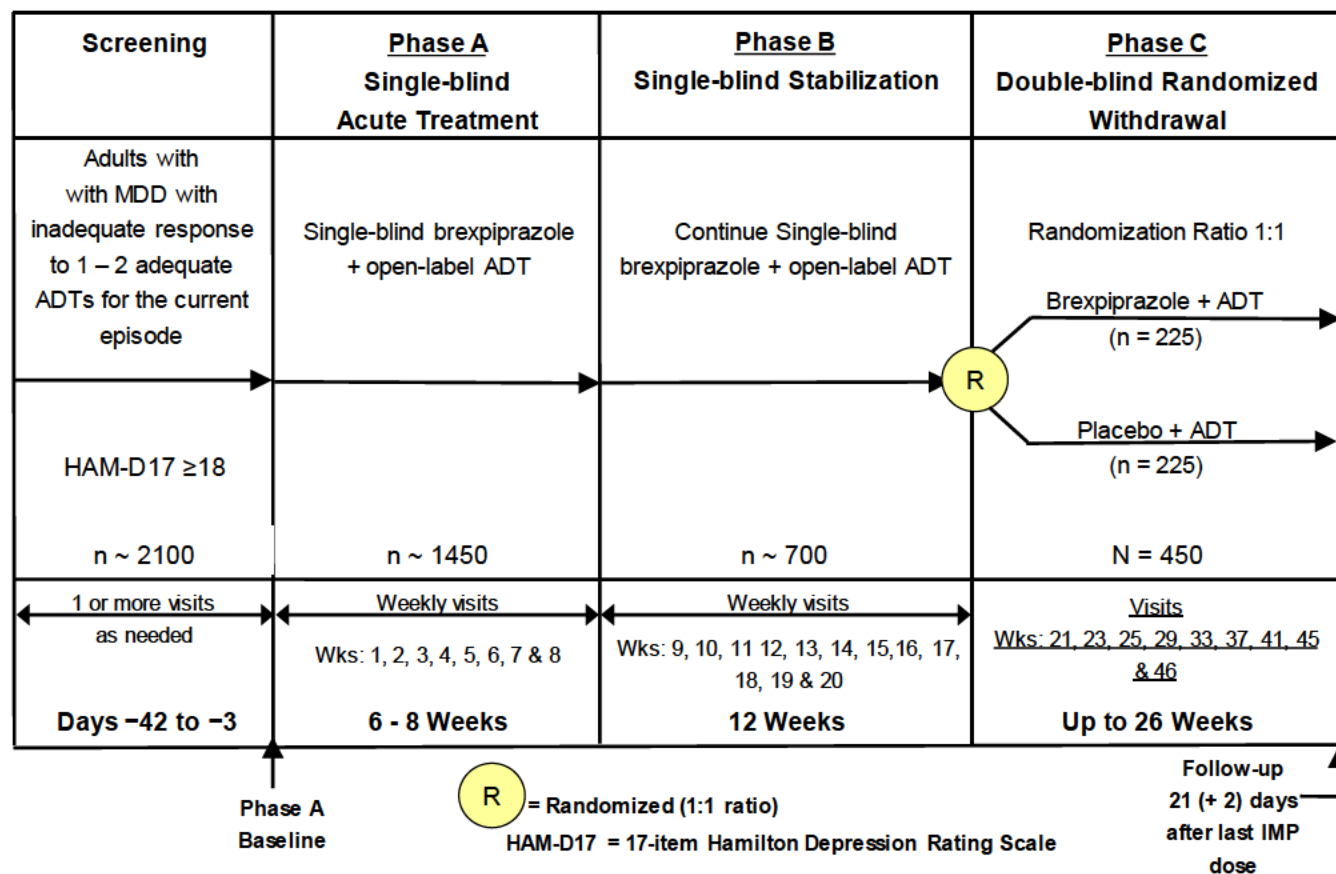 Screening
Phase A
Single-blind
Acute Treatment
Phase B
Single-blind Stabilization
Phase C
Double-blind Randomized
Withdrawal
Adults with
with MDD with
inadequate response
to 1 – 2 adequate
ADTs for the current
episode
HAM-D17 ≥18
n ~ 2100
Single-blind brexpiprazole
+ open-label ADT
n ~ 1450
Continue Single-blind
brexpiprazole + open-label ADT
n ~ 700
Randomization Ratio 1:1
Brexpiprazole + ADT
(n = 225)
R
Placebo + ADT
(n = 225)
N = 450
1 or more visits
as needed
Days −42 to −3
Weekly visits
Wks: 1, 2, 3, 4, 5, 6, 7 & 8
6 - 8 Weeks
Weekly visits
Wks: 9, 10, 11 12, 13, 14, 15,16, 17,
18, 19 & 20
12 Weeks
Visits
Wks: 21, 23, 25, 29, 33, 37, 41, 45
& 46
Up to 26 Weeks
Phase A
Baseline
R = Randomized (1:1 ratio)
HAM-D17 = 17-item Hamilton Depression Rating Scale
Follow-up
21 (+ 2) days
after last IMP
dose